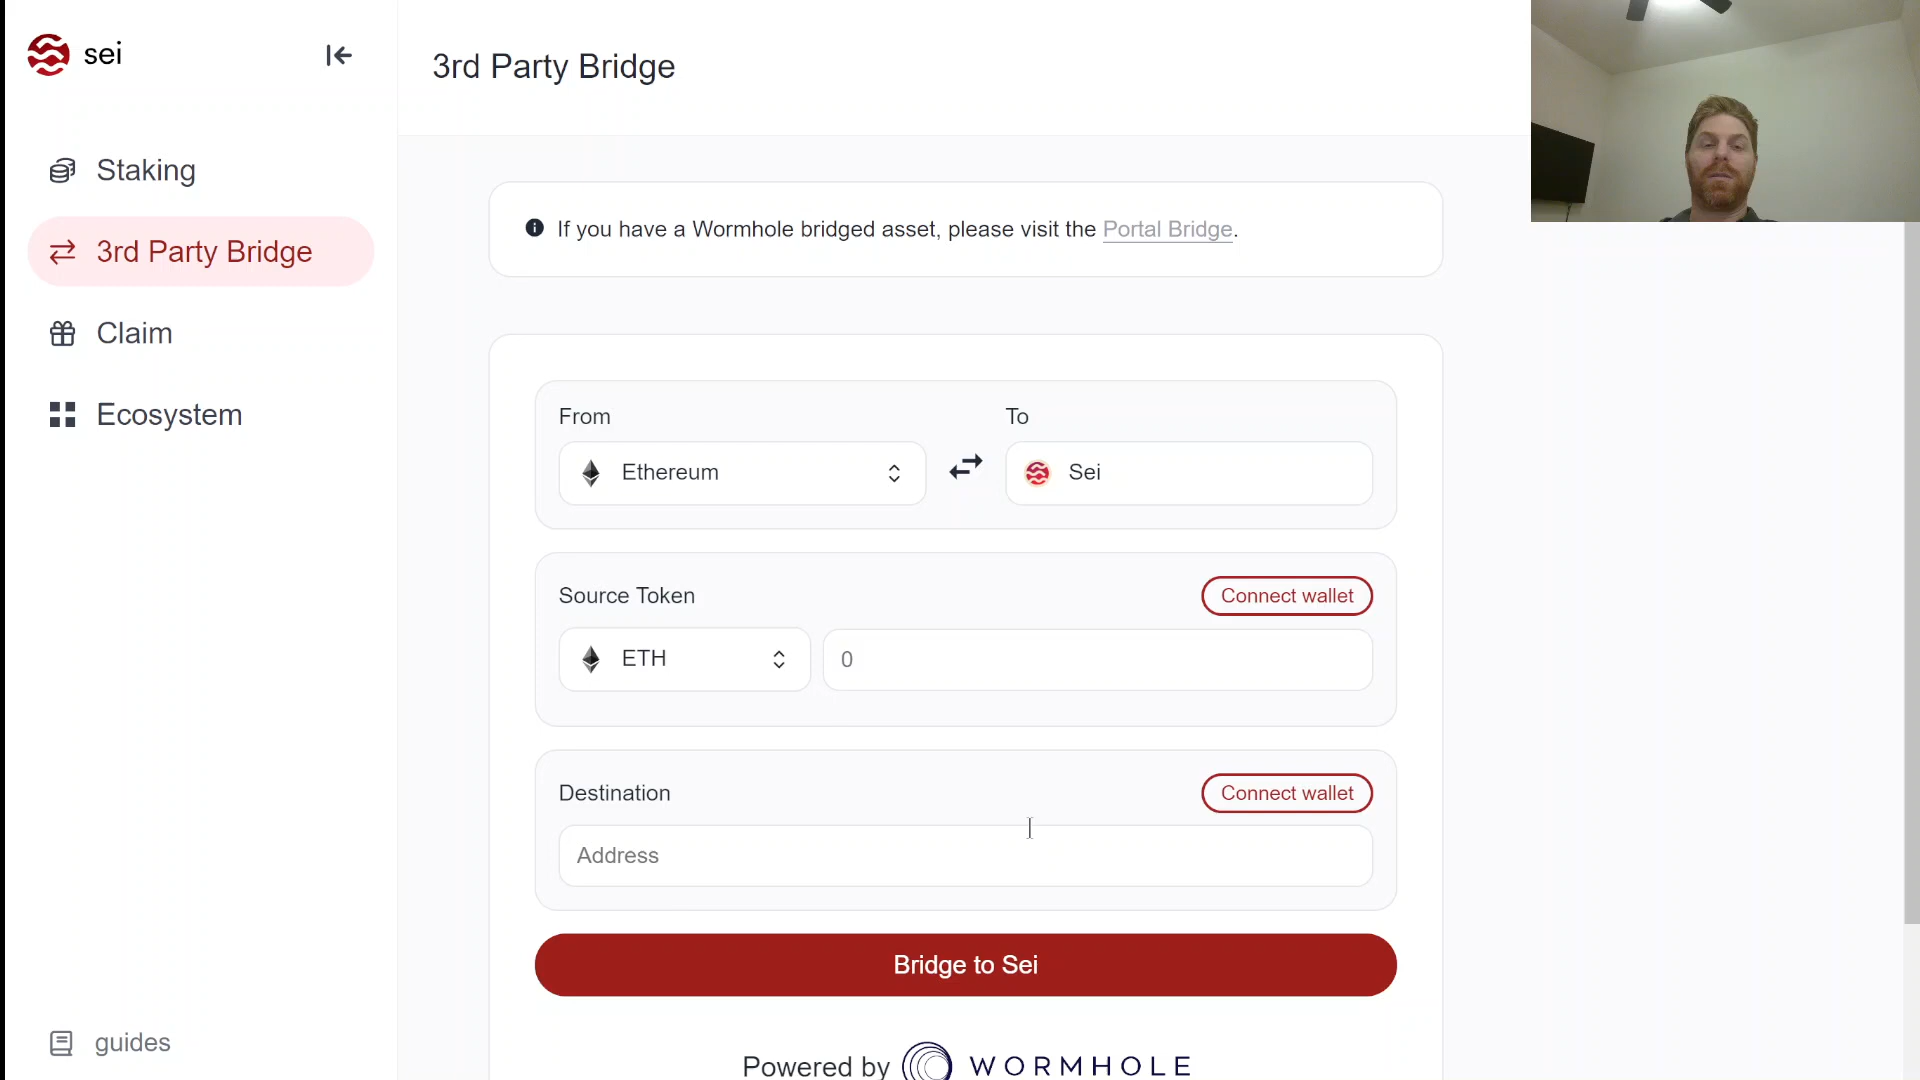 sei
3rd Party Bridge
Staking
3rd Party Bridge
Claim
Ecosystem
guides
If you have a Wormhole bridged asset, please visit the Portal Bridge.
From
To
Ethereum
Sei
Source Token
Connect wallet
ETH
0
Destination
Connect wallet
Address
Bridge to Sei
Powered by WORMHOLE